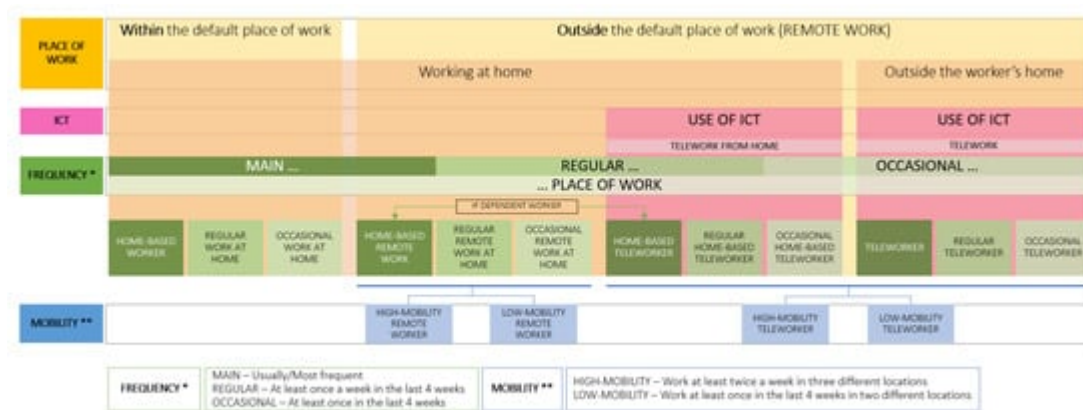 PLACE OF
WORK
Within the default place of work
Outside the default place of work (REMOTE WORK)
Working at home
Outside the worker's home
ICT
USE OF ICT
USE OF ICT
TELEWORK FROM HOME
TELEWORK
FREQUENCY *
MAIN ...
REGULAR ...
OCCASIONAL ...
... PLACE OF WORK
IF DEPENDENT WORKER
HOME-BASED
WORKER
REGULAR
WORK AT
HOME
OCCASIONAL
WORK AT
HOME
HOME-BASED
REMOTE
WORK
REGULAR
REMOTE
WORK AT
HOME
OCCASIONAL
REMOTE
WORK AT
HOME
HOME-BASED
TELEWORKER
REGULAR
HOME-BASED
TELEWORKER
OCCASIONAL
HOME-BASED
TELEWORKER
TELEWORKER
REGULAR
TELEWORKER
OCCASIONAL
TELEWORKER
MOBILITY **
HIGH-MOBILITY
REMOTE
WORKER
LOW-MOBILITY
REMOTE
WORKER
HIGH-MOBILITY
TELEWORKER
LOW-MOBILITY
TELEWORKER
FREQUENCY *
MAIN – Usually/Most frequent
REGULAR – At least once a week in the last 4 weeks
OCCASIONAL – At least once in the last 4 weeks
MOBILITY **
HIGH-MOBILITY – Work at least twice a week in three different locations
LOW-MOBILITY – Work at least once in the last 4 weeks in two different locations